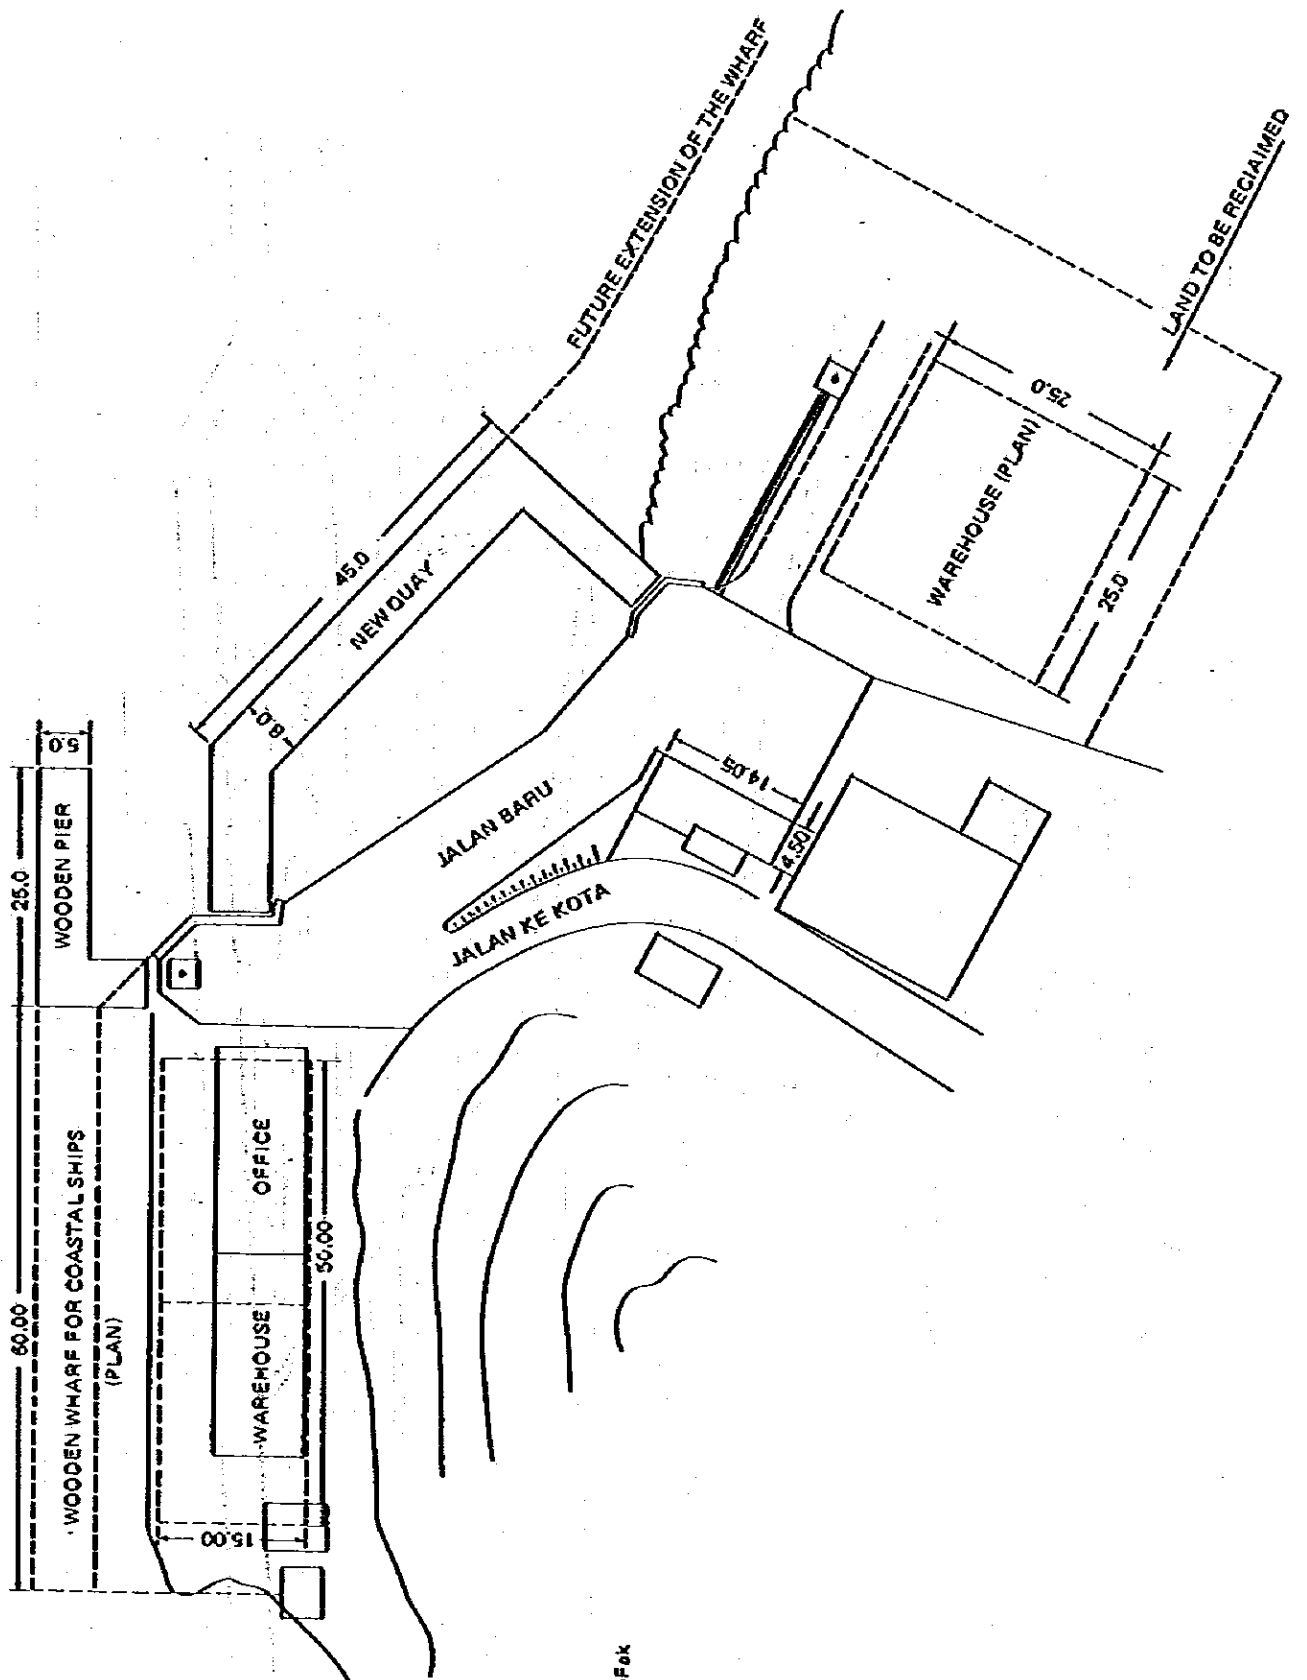 60.00
25.0
5.0
WOODEN PIER
WOODEN WHARF FOR COASTAL SHIPS
(PLAN)
15.00
WAREHOUSE
OFFICE
50.00
8.0
NEW QUAY
45.0
FUTURE EXTENSION OF THE WHARF
JALAN BARU
JALAN KE KOTA
14.05
4.50
WAREHOUSE (PLAN)
25.0
25.0
LAND TO BE RECIAIMED
Fak